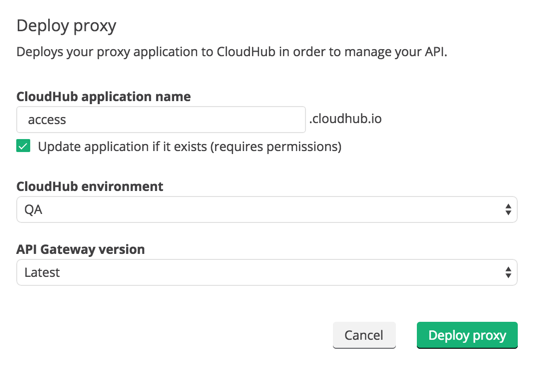 Deploy proxy
Deploys your proxy application to CloudHub in order to manage your API.
CloudHub application name
access .cloudhub.io
Update application if it exists (requires permissions)
CloudHub environment
QA
API Gateway version
Latest
Cancel Deploy proxy